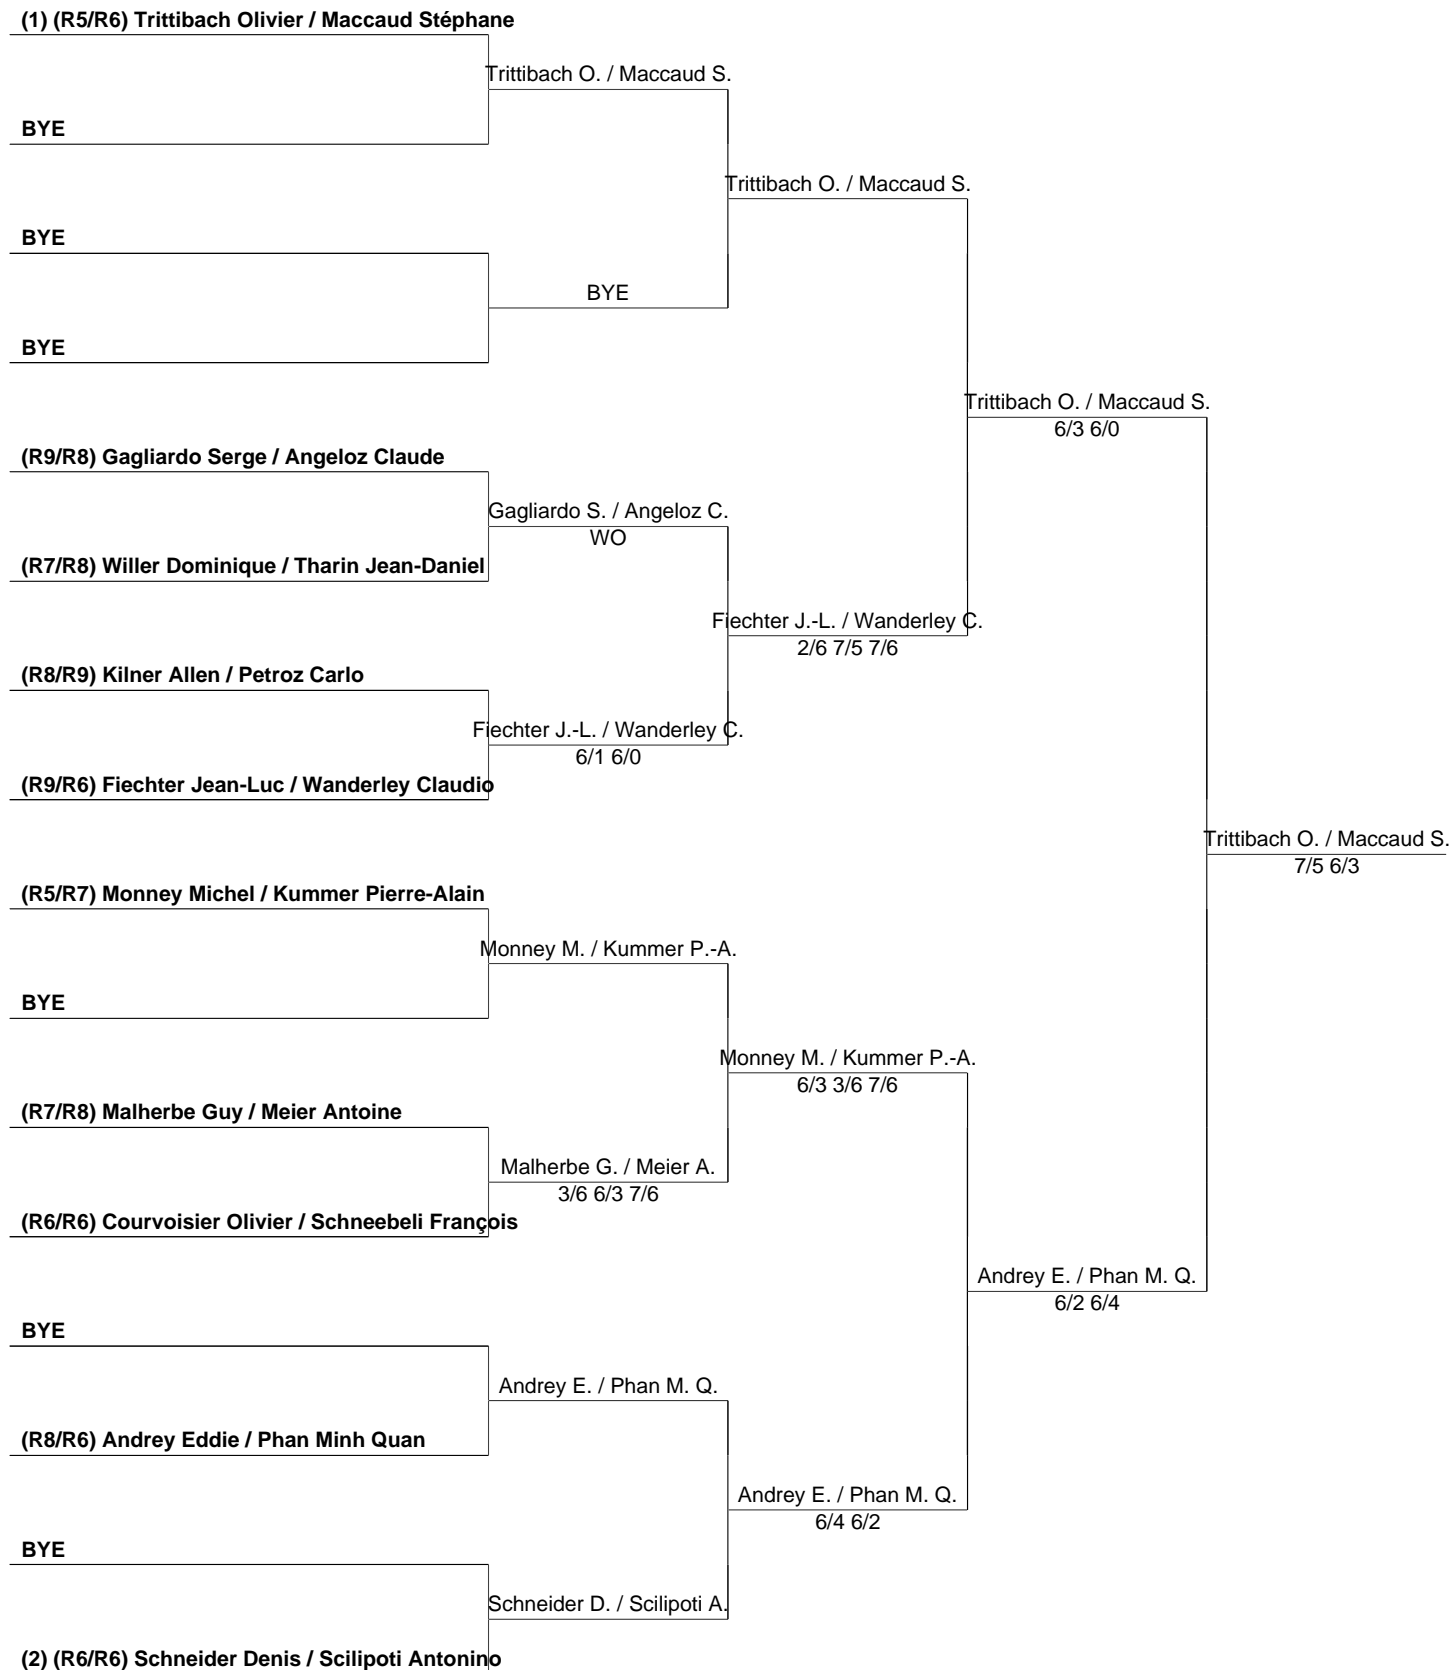 (1) (R5/R6) Trittibach Olivier / Maccaud Stéphane
Trittibach O. / Maccaud S.
BYE
Trittibach O. / Maccaud S.
BYE
BYE
BYE
Trittibach O. / Maccaud S.
6/3 6/0
(R9/R8) Gagliardo Serge / Angeloz Claude
Gagliardo S. / Angeloz C.
WO
(R7/R8) Willer Dominique / Tharin Jean-Daniel
Fiechter J.-L. / Wanderley C.
2/6 7/5 7/6
(R8/R9) Kilner Allen / Petroz Carlo
Fiechter J.-L. / Wanderley C.
6/1 6/0
(R9/R6) Fiechter Jean-Luc / Wanderley Claudio
Trittibach O. / Maccaud S.
7/5 6/3
(R5/R7) Monney Michel / Kummer Pierre-Alain
Monney M. / Kummer P.-A.
BYE
Monney M. / Kummer P.-A.
6/3 3/6 7/6
(R7/R8) Malherbe Guy / Meier Antoine
Malherbe G. / Meier A.
3/6 6/3 7/6
(R6/R6) Courvoisier Olivier / Schneebeli François
Andrey E. / Phan M. Q.
6/2 6/4
BYE
Andrey E. / Phan M. Q.
(R8/R6) Andrey Eddie / Phan Minh Quan
Andrey E. / Phan M. Q.
6/4 6/2
BYE
Schneider D. / Scilipoti A.
(2) (R6/R6) Schneider Denis / Scilipoti Antonino